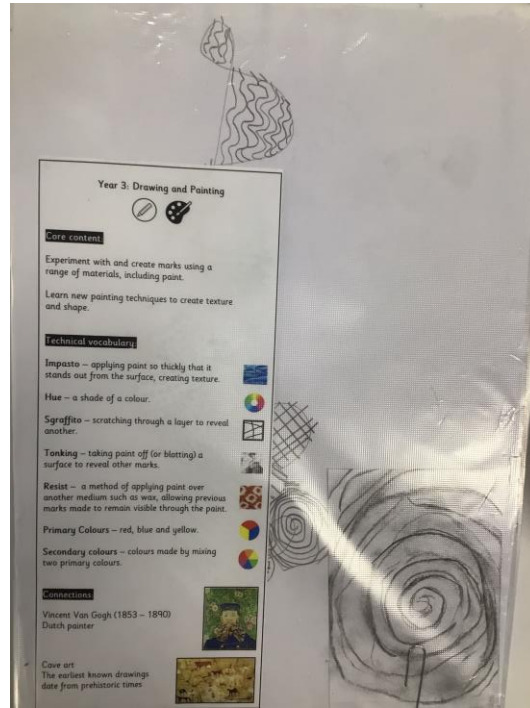 Year 3: Drawing and Painting
Core content:
Experiment with and create marks using a
range of materials, including paint.
Learn new painting techniques to create texture
and shape.
Technical vocabulary:
Impasto – applying paint so thickly that it
stands out from the surface, creating texture.
Hue – a shade of a colour.
Sgraffito – scratching through a layer to reveal
another.
Tonking – taking paint off (or blotting) a
surface to reveal other marks.
Resist – a method of applying paint over
another medium such as wax, allowing previous
marks made to remain visible through the paint.
Primary Colours – red, blue and yellow.
Secondary colours – colours made by mixing
two primary colours.
Connections:
Vincent Van Gogh (1853 – 1890)
Dutch painter
Cave art
The earliest known drawings
date from prehistoric times